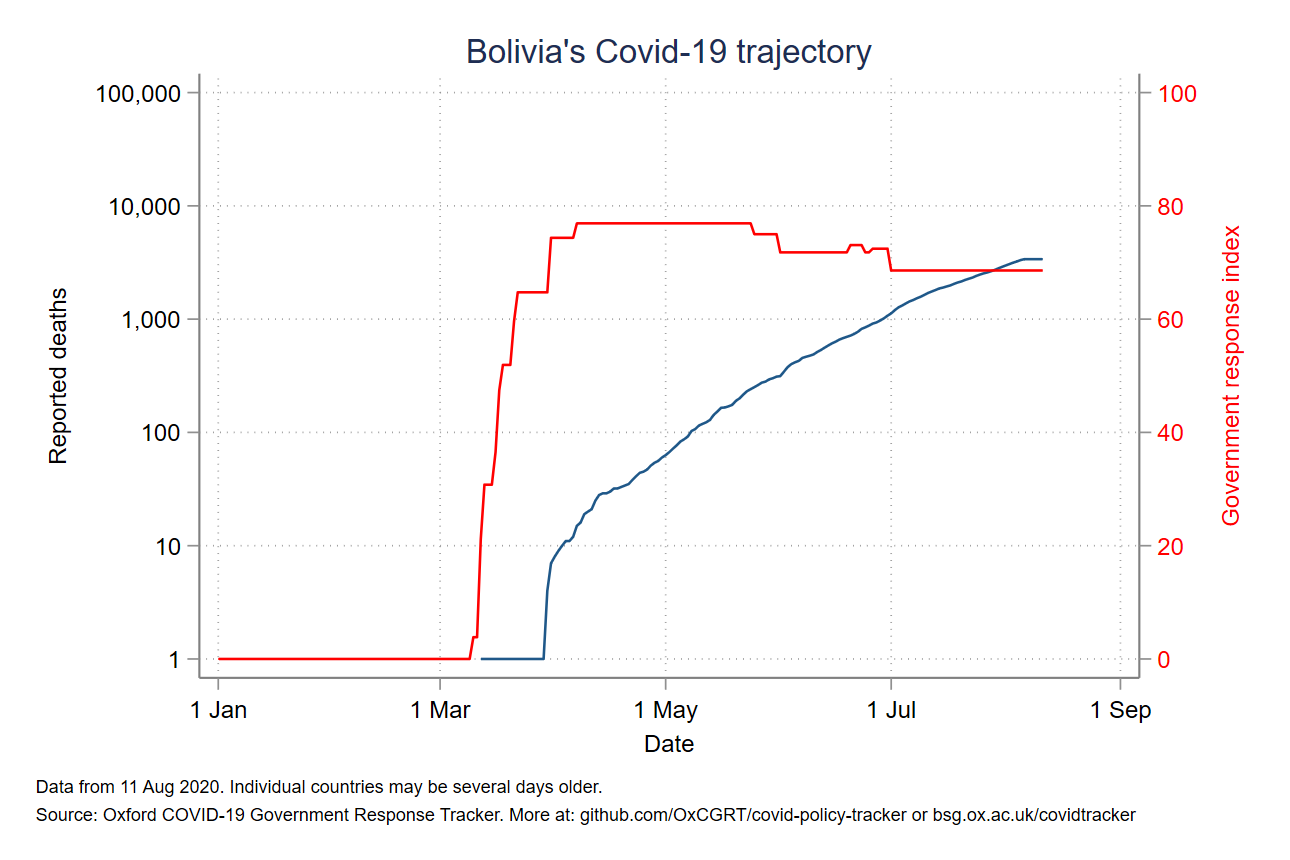 Bolivia's Covid-19 trajectory
100,000
10,000
1,000
100
10
1
Reported deaths
100
80
60
40
20
0
Government response index
1 Jan
1 Mar
1 May
1 Jul
1 Sep
Date
Data from 11 Aug 2020. Individual countries may be several days older.
Source: Oxford COVID-19 Government Response Tracker. More at: github.com/OxCGRT/covid-policy-tracker or bsg.ox.ac.uk/covidtracker